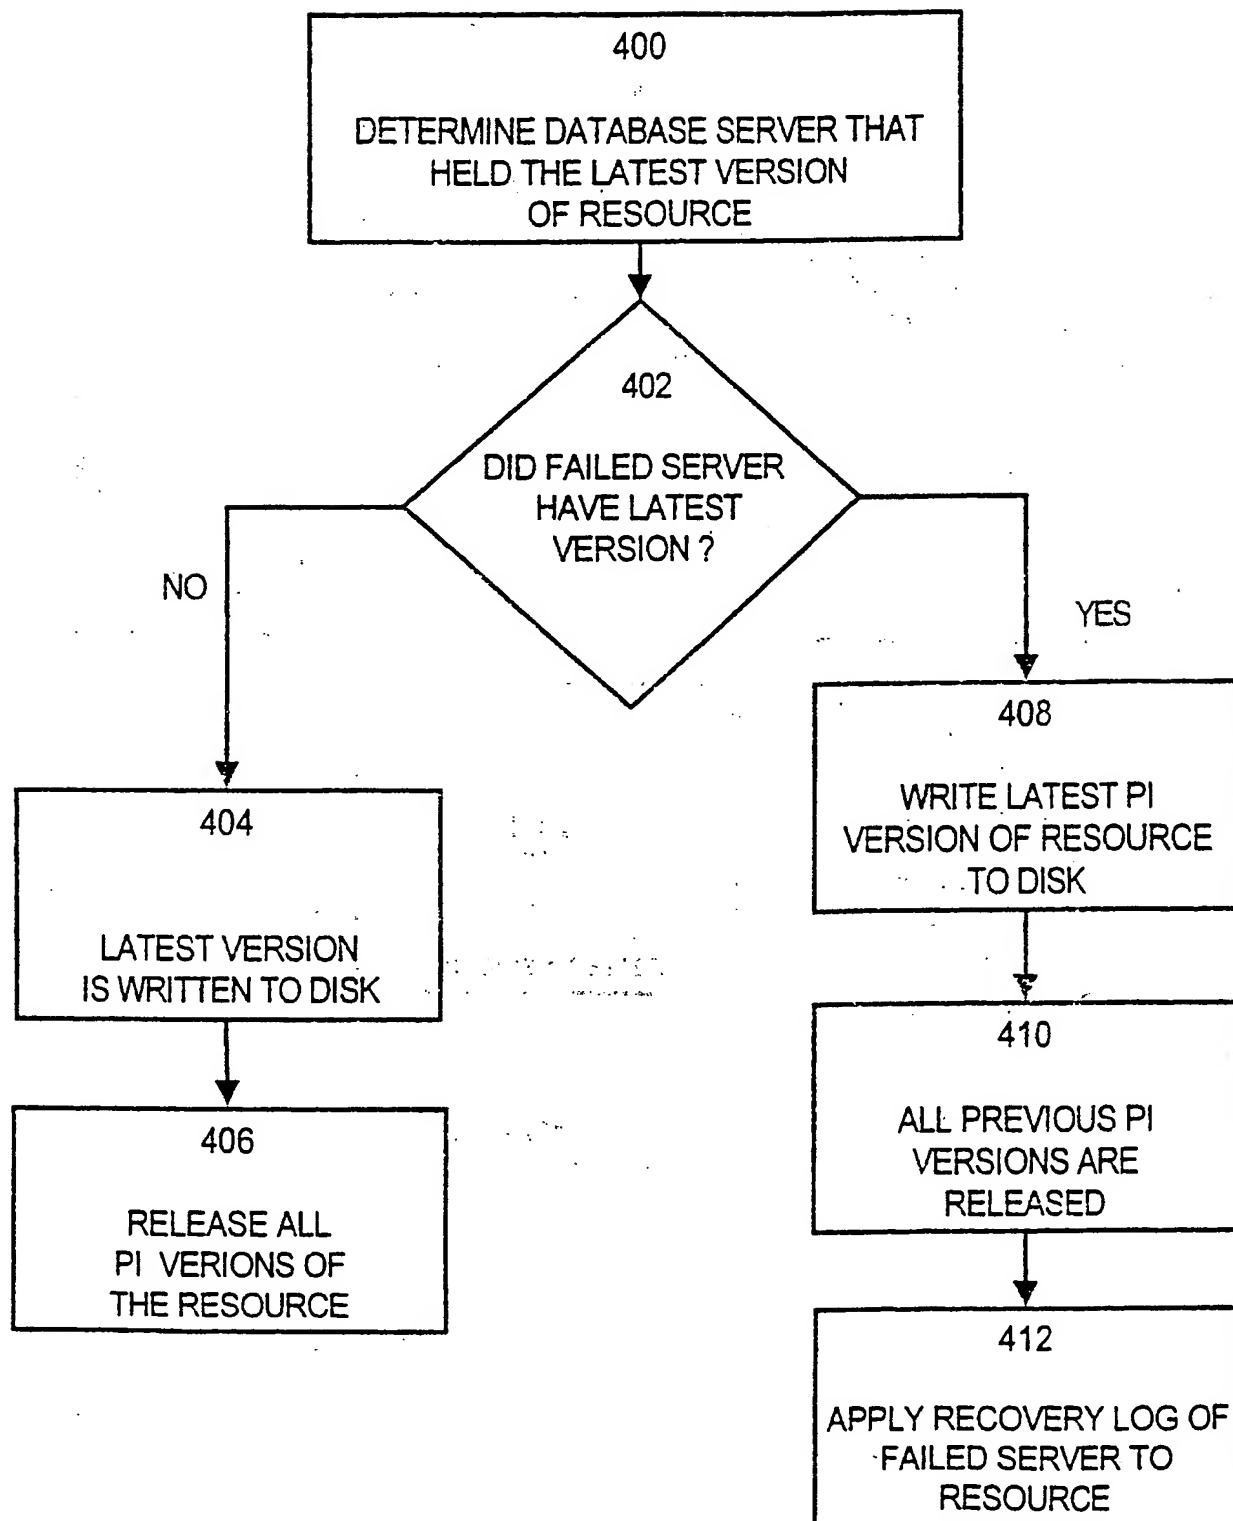 400
DETERMINE DATABASE SERVER THAT
HELD THE LATEST VERSION
OF RESOURCE
402
DID FAILED SERVER
HAVE LATEST
VERSION ?
NO
YES
404
LATEST VERSION
IS WRITTEN TO DISK
406
RELEASE ALL
PI VERIONS OF
THE RESOURCE
408
WRITE LATEST PI
VERSION OF RESOURCE
TO DISK
410
ALL PREVIOUS PI
VERSIONS ARE
RELEASED
412
APPLY RECOVERY LOG OF
FAILED SERVER TO
RESOURCE